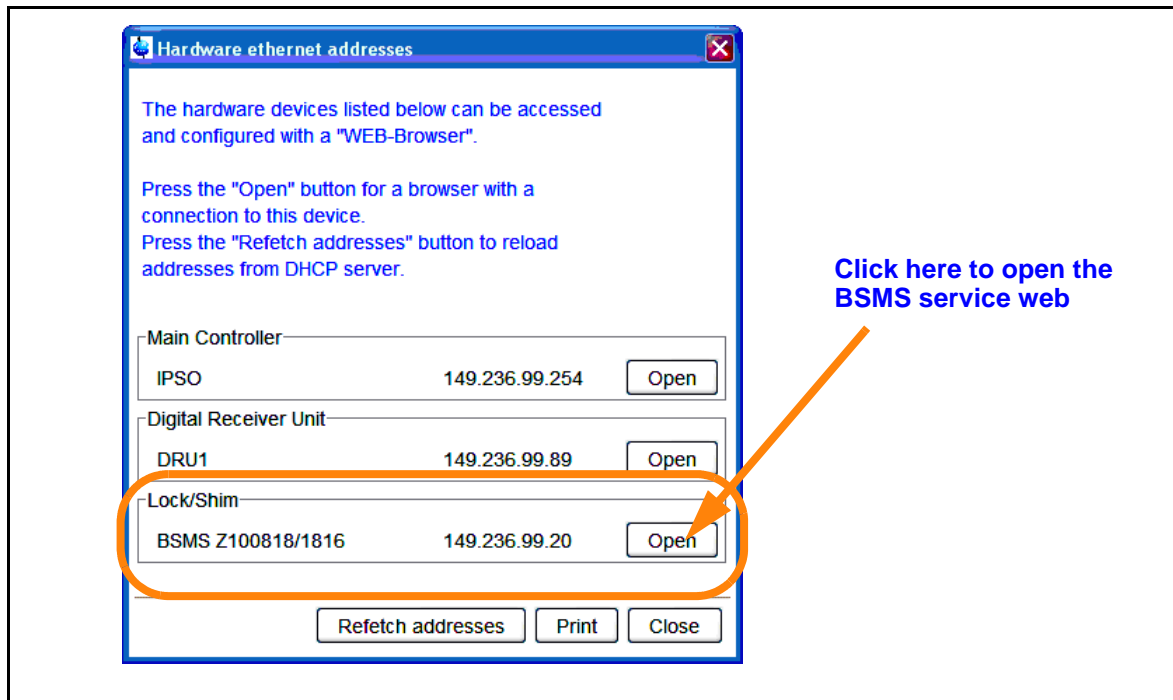 Hardware ethernet addresses
The hardware devices listed below can be accessed
and configured with a "WEB-Browser".
Press the "Open" button for a browser with a
connection to this device.
Press the "Refetch addresses" button to reload
addresses from DHCP server.
Click here to open the
BSMS service web
Main Controller
IPSO 149.236.99.254 Open
Digital Receiver Unit
DRU1 149.236.99.89 Open
Lock/Shim
BSMS Z100818/1816 149.236.99.20 Open
Refetch addresses Print Close